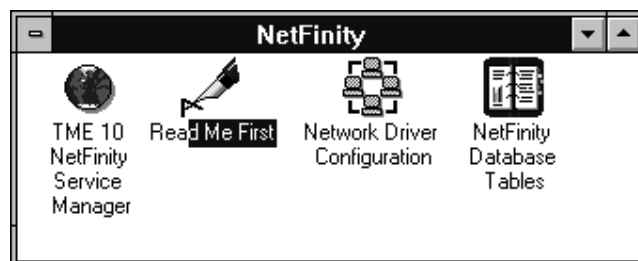 NetFinity
TME 10
NetFinity
Service
Manager
Read Me First
Network Driver
Configuration
NetFinity
Database
Tables